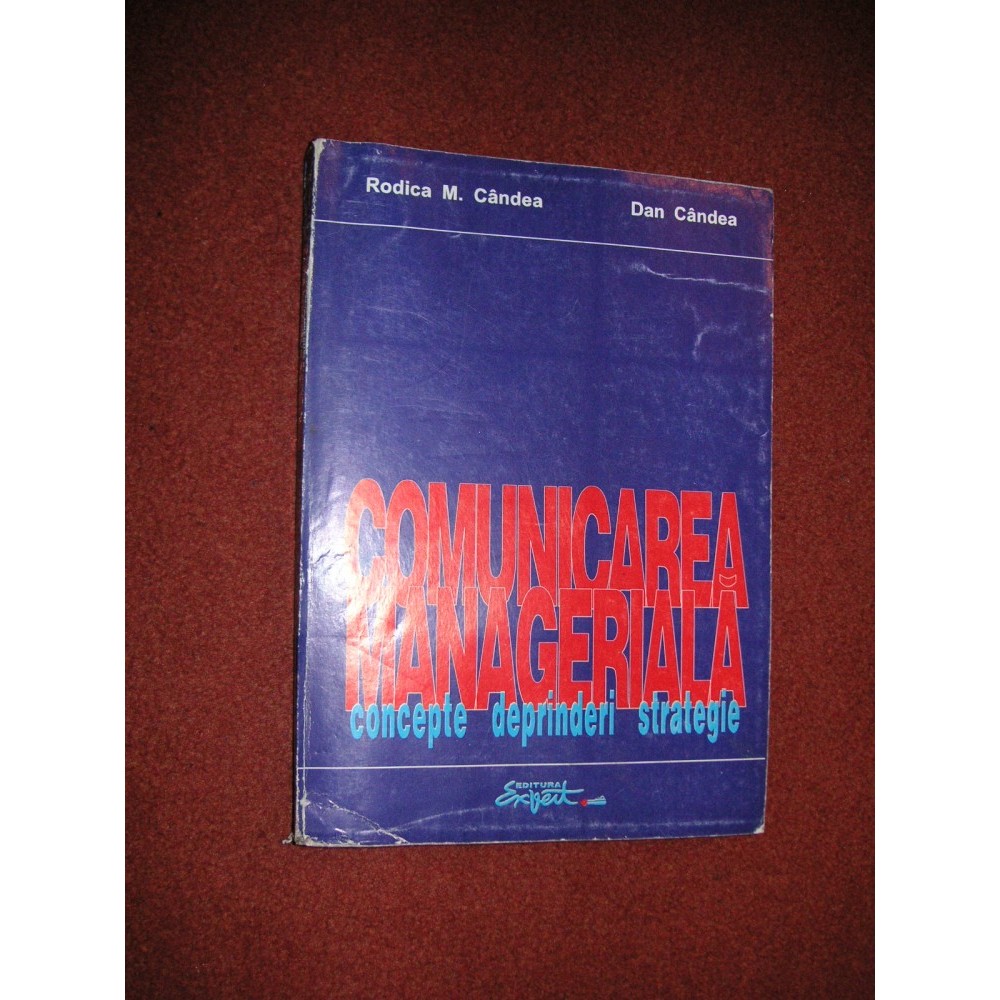 Rodica M. Cândea
Dan Cândea
COMUNICAREA
MANAGERIALĂ
concepte deprinderi strategie
EDITURA
Expert